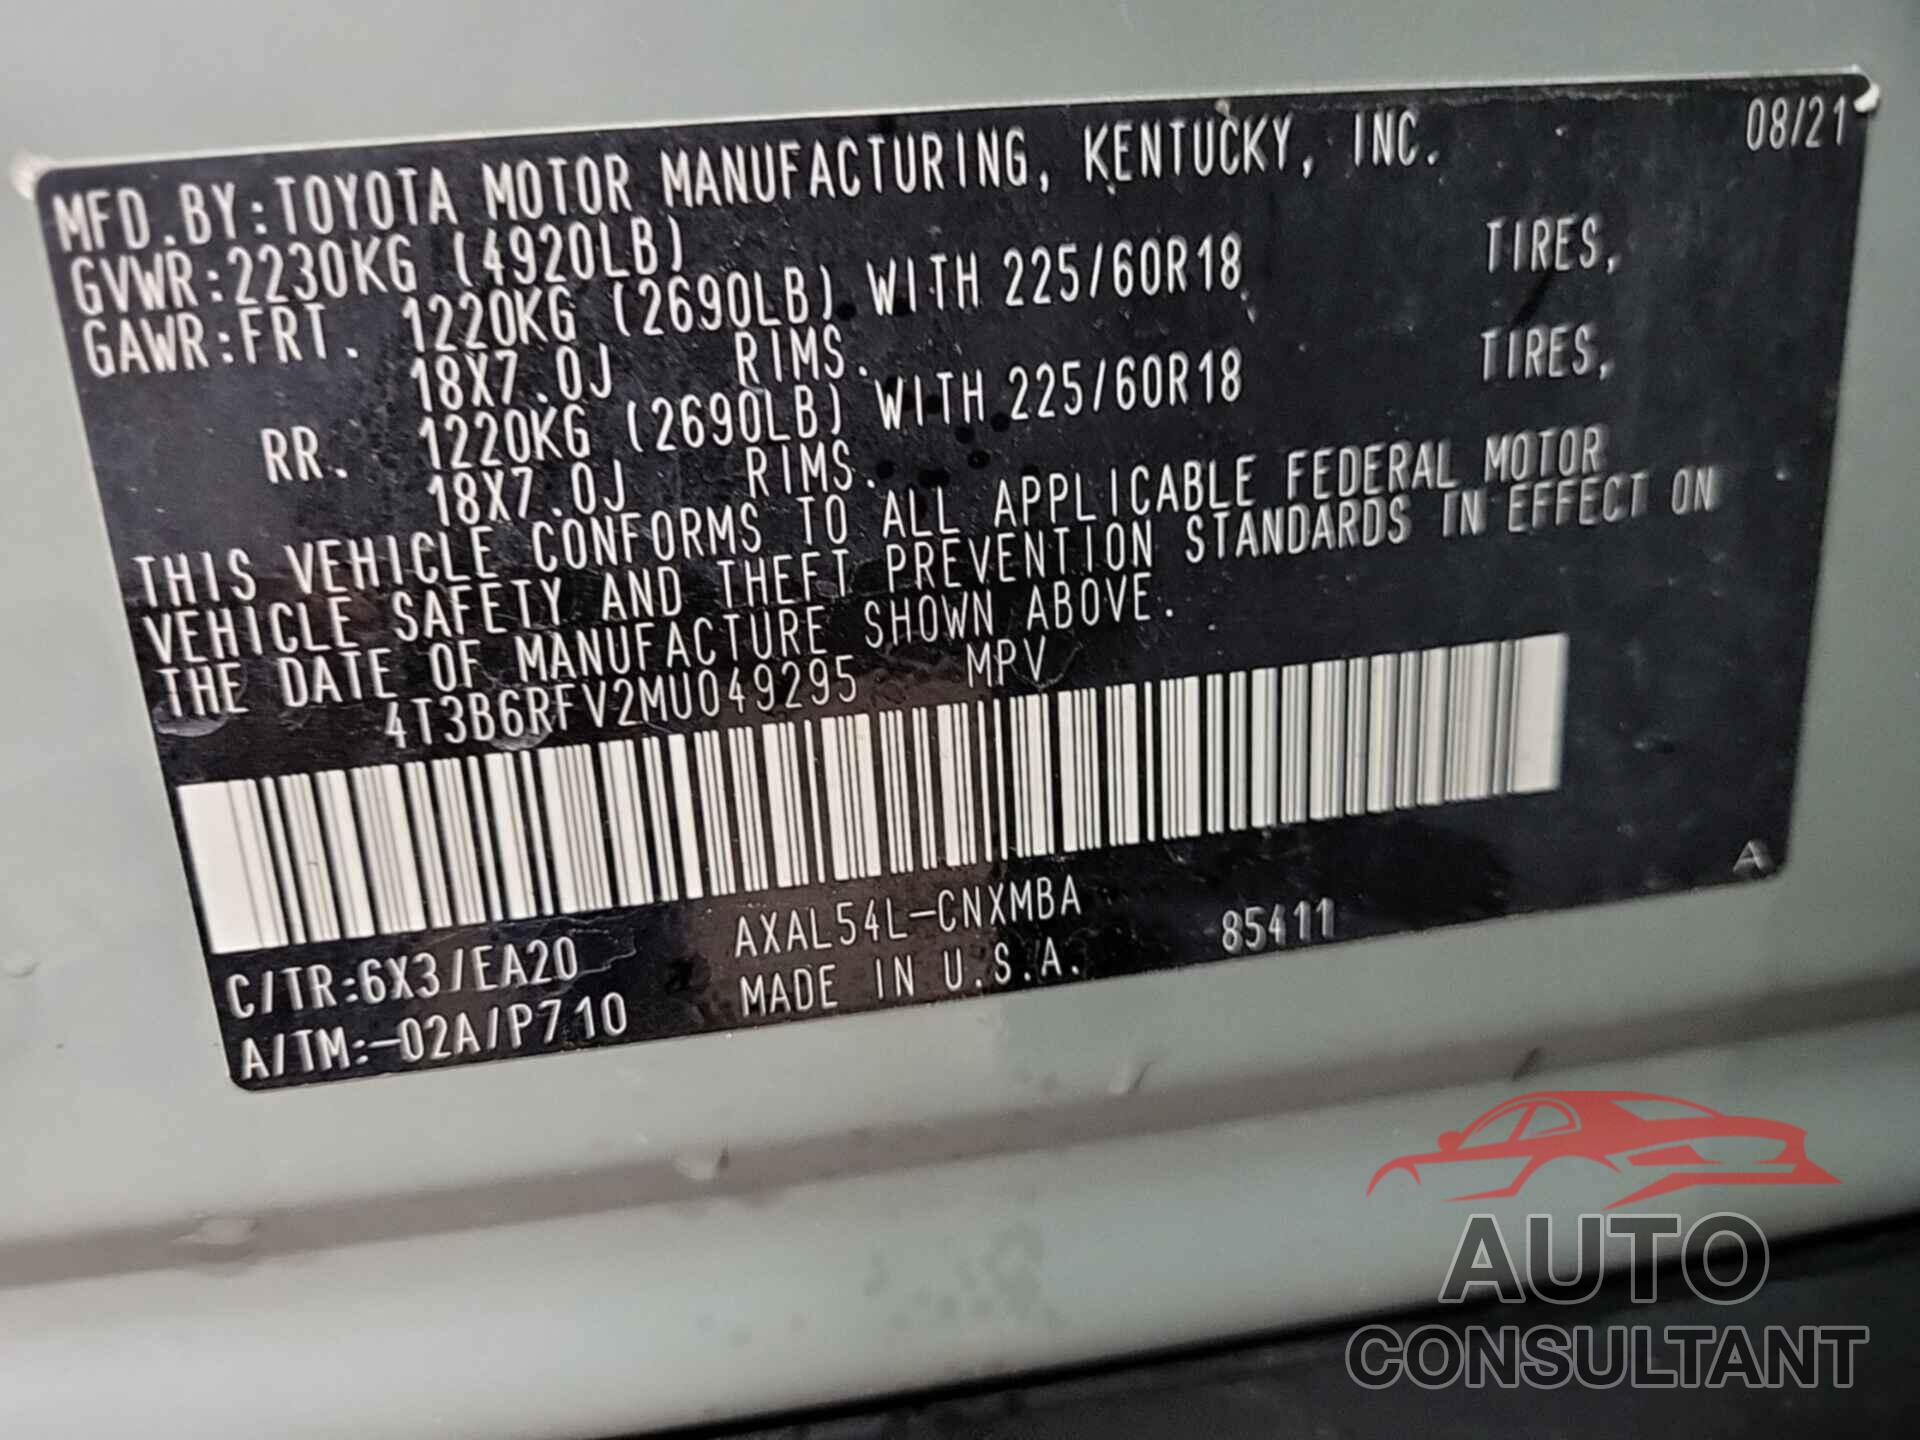 MFD.BY:TOYOTA MOTOR MANUFACTURING, KENTUCKY, INC. 08/21
GVWR:2230KG (4920LB)
GAWR:FRT. 1220KG (2690LB) WITH 225/60R18 TIRES,
18X7.0J RIMS.
RR. 1220KG (2690LB) WITH 225/60R18 TIRES,
18X7.0J RIMS.
THIS VEHICLE CONFORMS TO ALL APPLICABLE FEDERAL MOTOR
VEHICLE SAFETY AND THEFT PREVENTION STANDARDS IN EFFECT ON
THE DATE OF MANUFACTURE SHOWN ABOVE.
4T3B6RFV2MU049295 MPV
A
C/TR:6X3/EA20 AXAL54L-CNXMBA 85411
A/TM:-02A/P710 MADE IN U.S.A.
AUTO
CONSULTANT